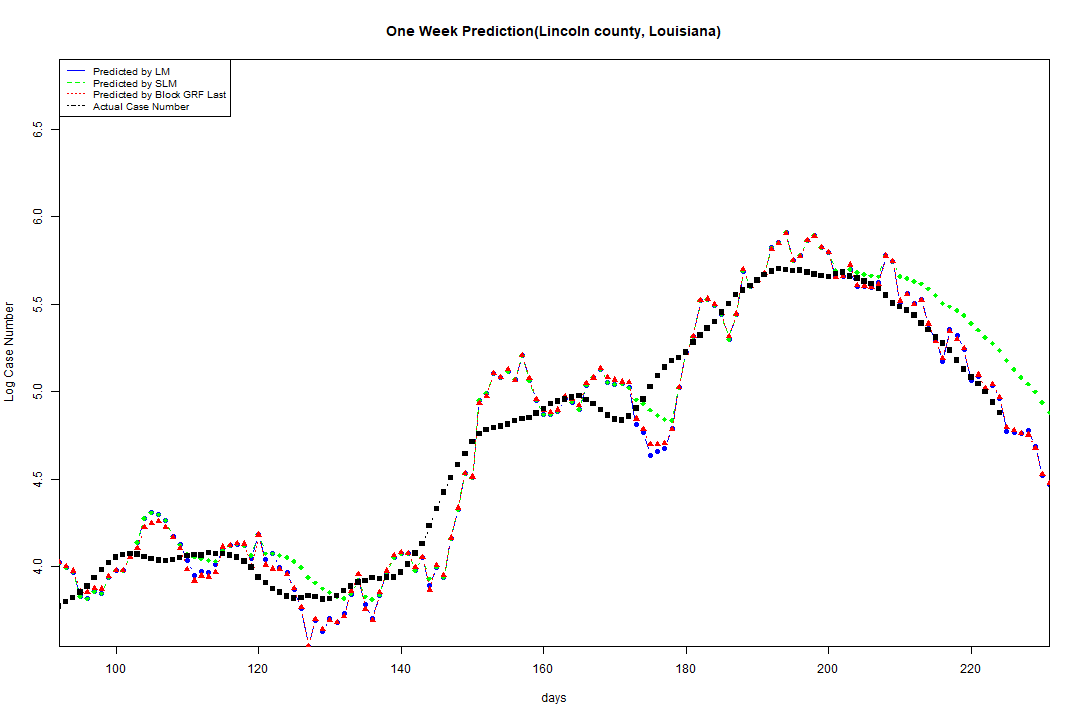 One Week Prediction(Lincoln county, Louisiana)
Predicted by LM
Predicted by SLM
Predicted by Block GRF Last
Actual Case Number
Log Case Number
6.5
6.0
5.5
5.0
4.5
4.0
100 120 140 160 180 200 220
days